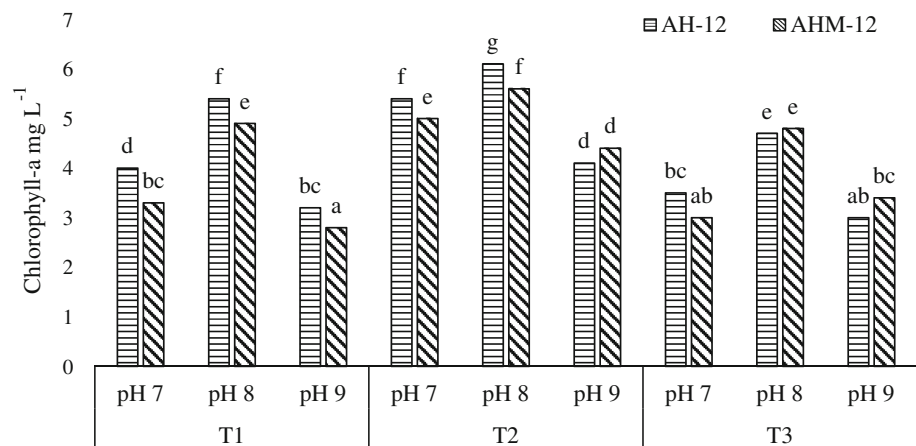 7
AH-12 AHM-12
6
5
4
3
2
1
0
Chlorophyll-a mg L⁻¹
d bc f e bc a
f e g f d d
bc ab e e ab bc
pH 7 pH 8 pH 9 pH 7 pH 8 pH 9 pH 7 pH 8 pH 9
T1 T2 T3